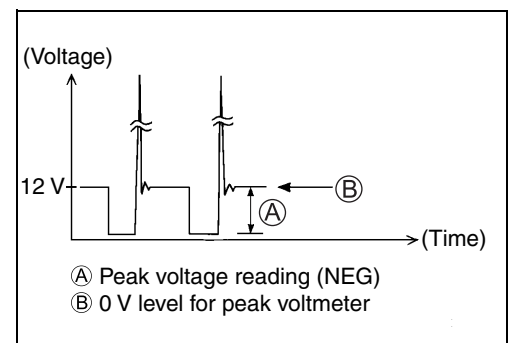 (Voltage)
12 V
Ⓑ
Ⓐ
(Time)
Ⓐ Peak voltage reading (NEG)
Ⓑ 0 V level for peak voltmeter